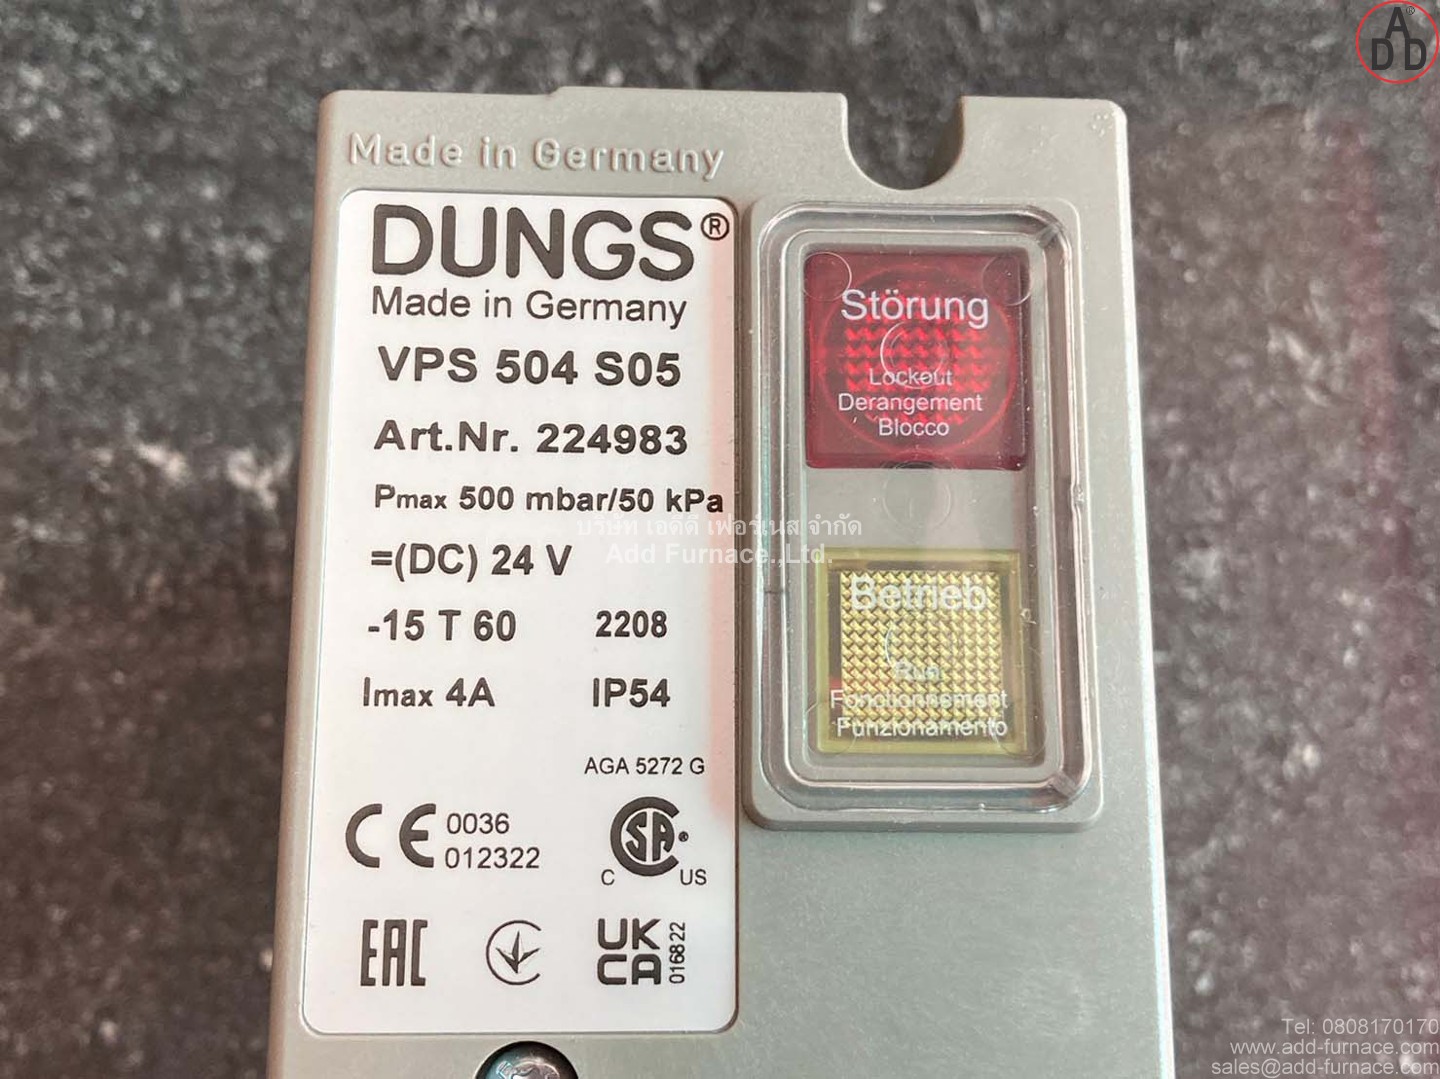 Made in Germany
DUNGS®
Made in Germany
VPS 504 S05
Art.Nr. 224983
Pmax 500 mbar/50 kPa
=(DC) 24 V
-15 T 60 2208
Imax 4A IP54
AGA 5272 G
CE 0036
012322
CSA®
C US
EAC
UK
CA
0168 22
Störung
Lockout
Derangement
Blocco
Betrieb
Run
Fonctionnement
Funzionamento
บริษัท เอดีดี เฟอร์เนส จำกัด
Add Furnace.,Ltd.
ADD®
Tel: 0808170170
www.add-furnace.com
sales@add-furnace.com